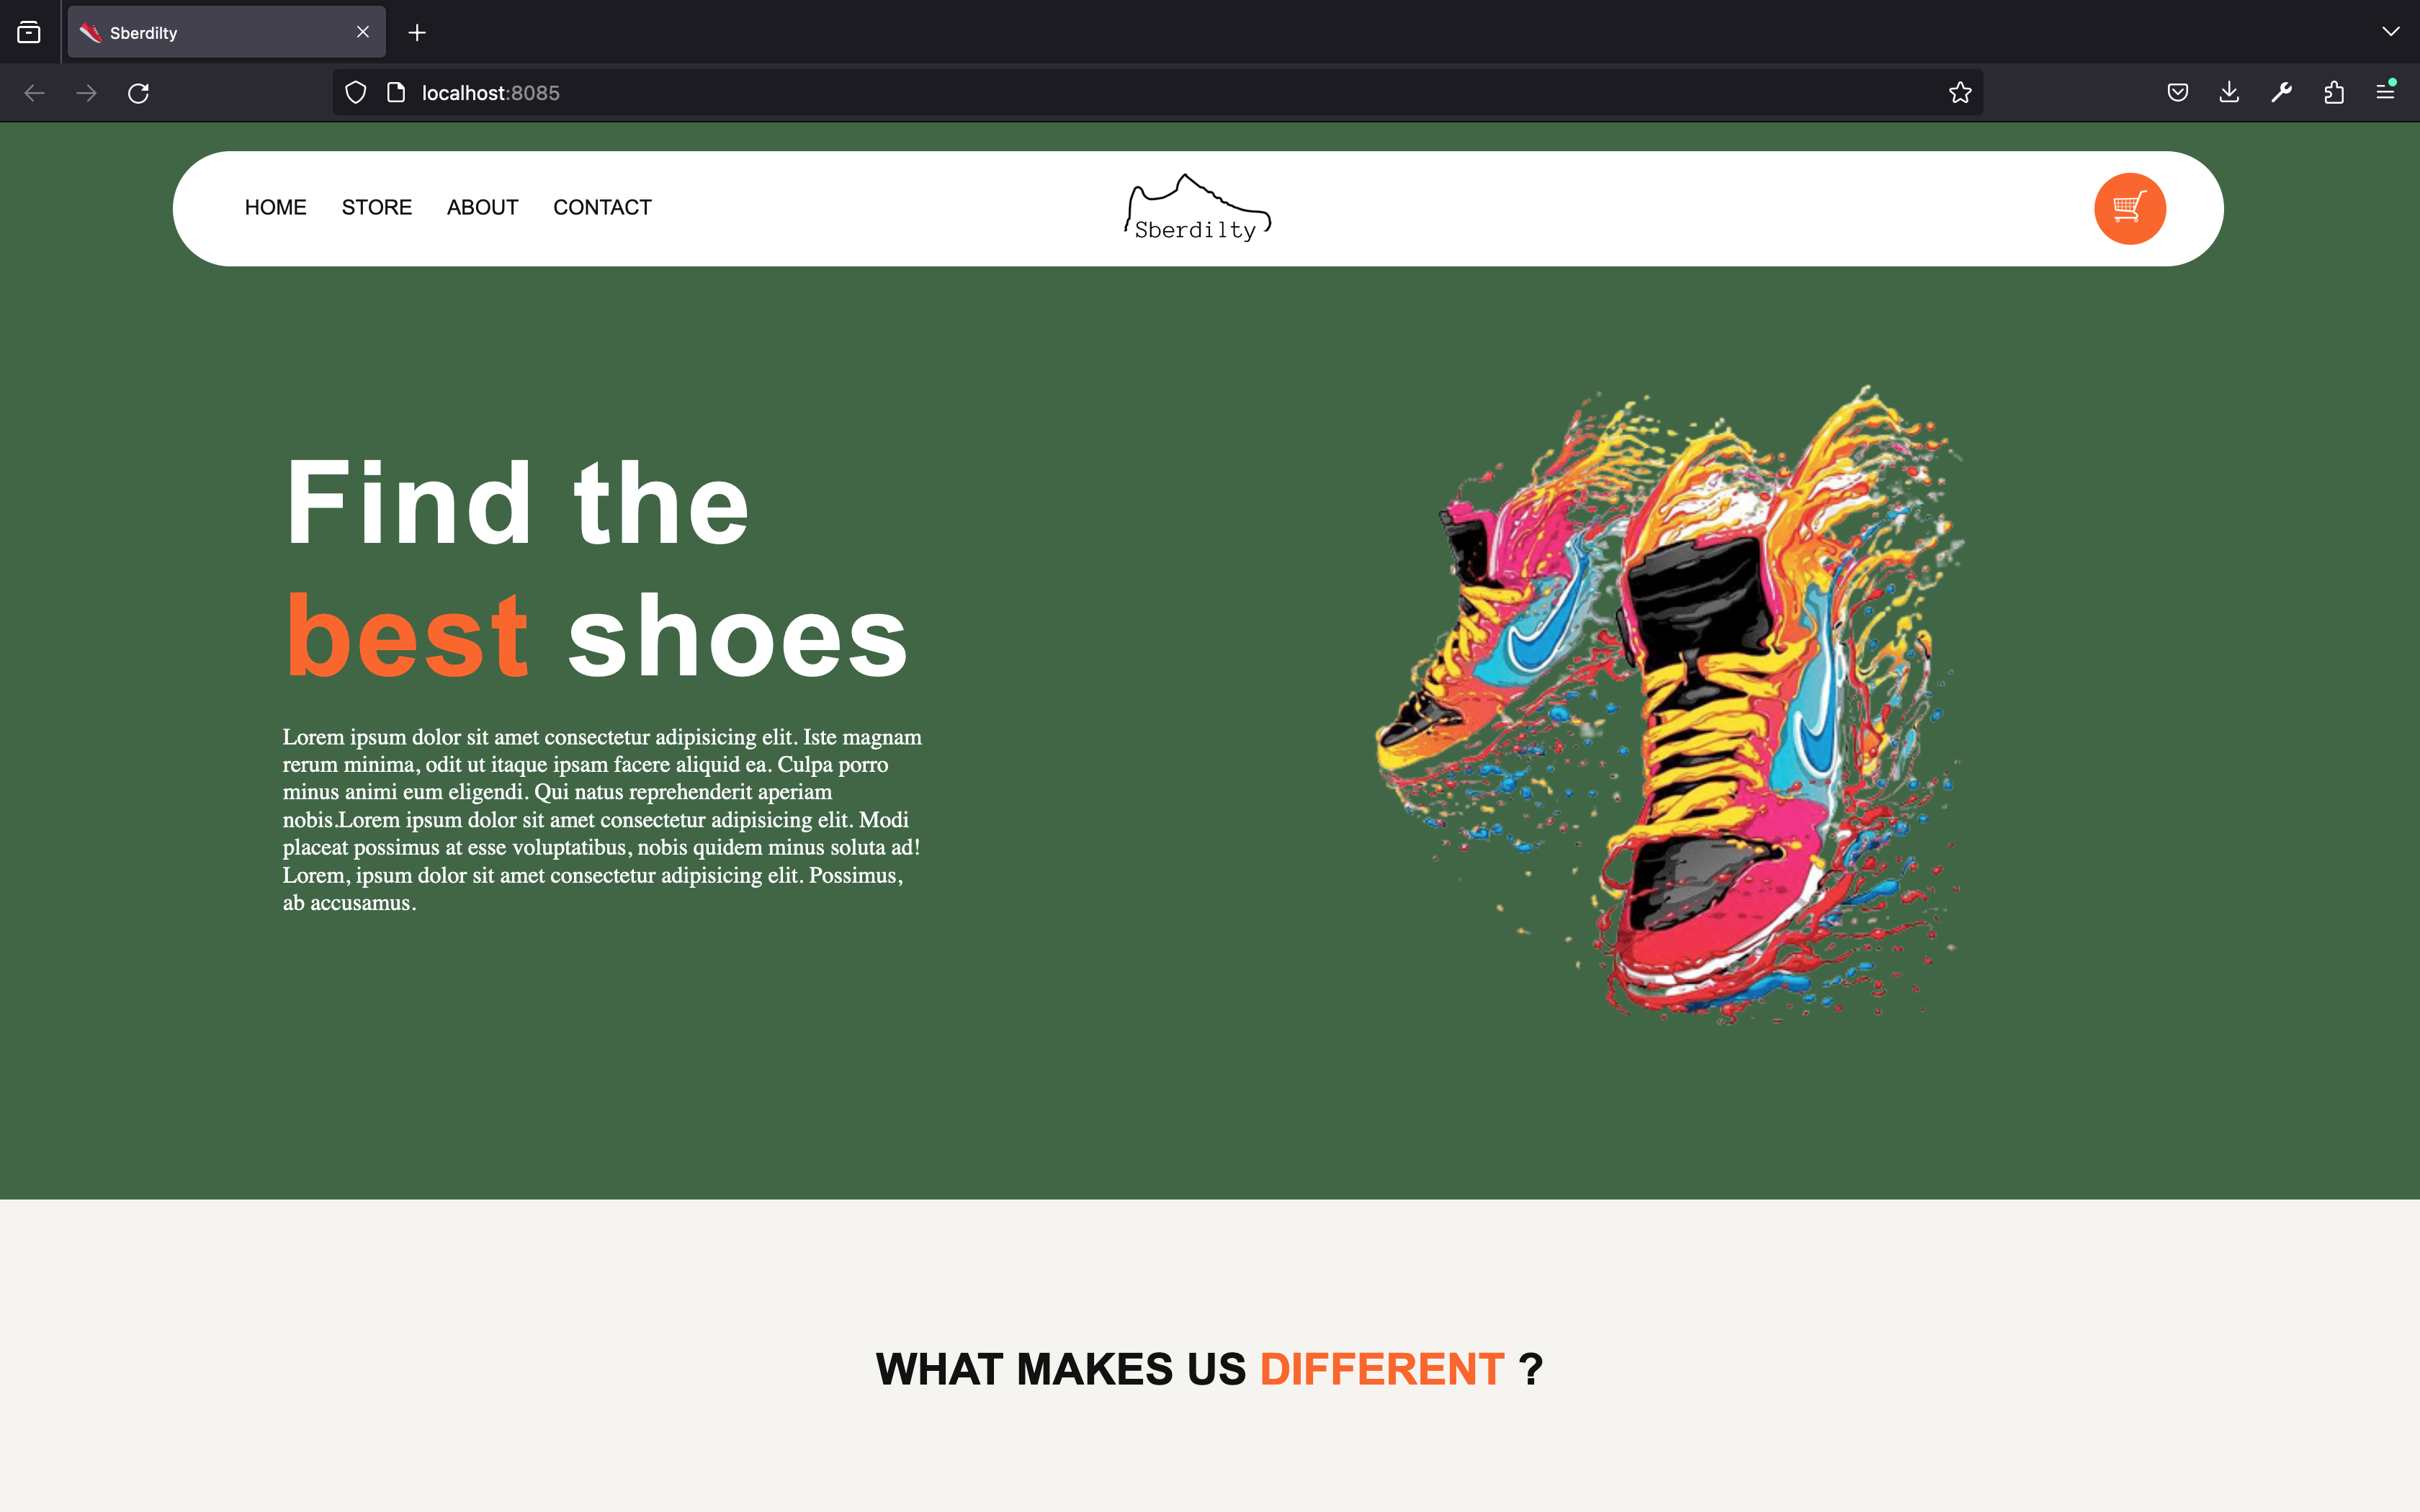 Sberdilty
localhost:8085
HOME STORE ABOUT CONTACT
Sberdilty
Find the
best shoes
Lorem ipsum dolor sit amet consectetur adipisicing elit. Iste magnam
rerum minima, odit ut itaque ipsam facere aliquid ea. Culpa porro
minus animi eum eligendi. Qui natus reprehenderit aperiam
nobis.Lorem ipsum dolor sit amet consectetur adipisicing elit. Modi
placeat possimus at esse voluptatibus, nobis quidem minus soluta ad!
Lorem, ipsum dolor sit amet consectetur adipisicing elit. Possimus,
ab accusamus.
WHAT MAKES US DIFFERENT ?